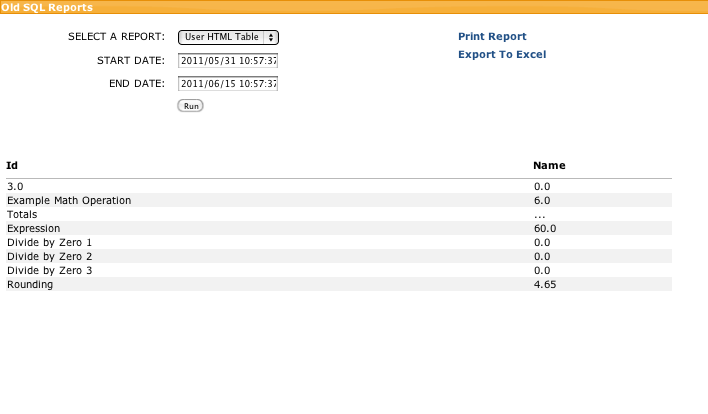 Old SQL Reports
SELECT A REPORT: User HTML Table Print Report
START DATE: 2011/05/31 10:57:37 Export To Excel
END DATE: 2011/06/15 10:57:37
Run
Id Name
3.0 0.0
Example Math Operation 6.0
Totals ...
Expression 60.0
Divide by Zero 1 0.0
Divide by Zero 2 0.0
Divide by Zero 3 0.0
Rounding 4.65